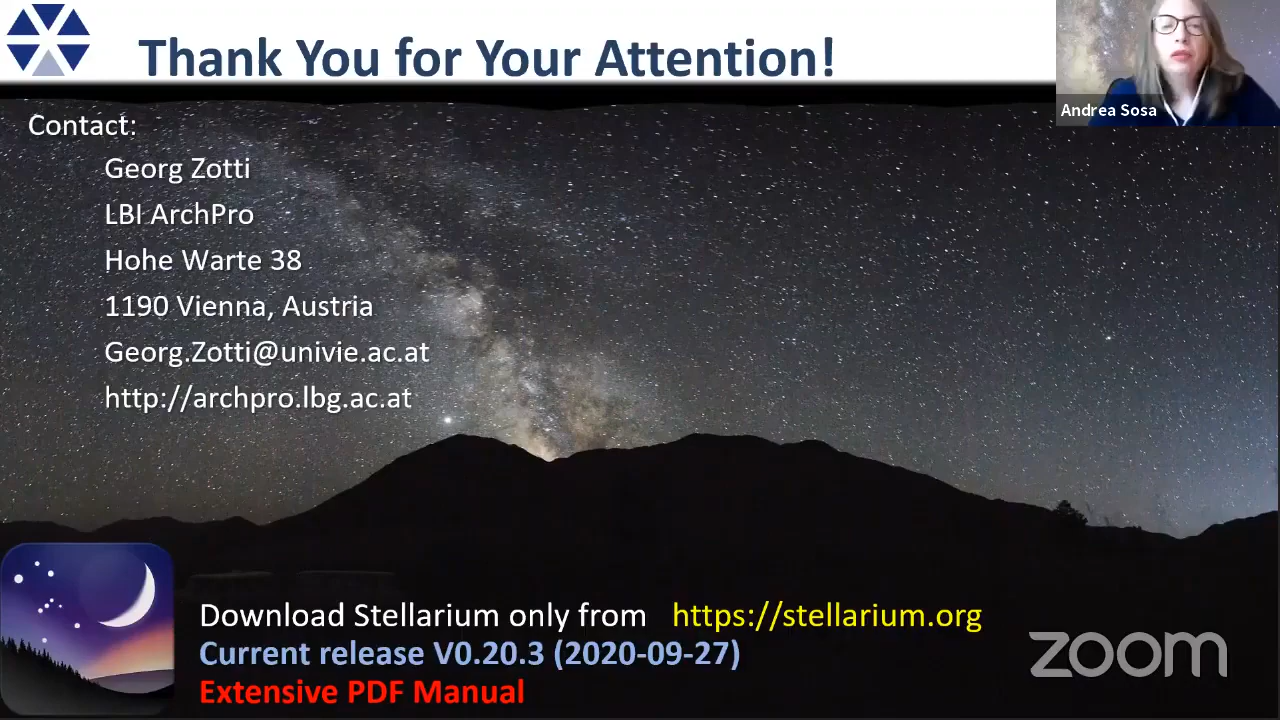 Thank You for Your Attention!
Andrea Sosa
Contact:
Georg Zotti
LBI ArchPro
Hohe Warte 38
1190 Vienna, Austria
Georg.Zotti@univie.ac.at
http://archpro.lbg.ac.at
Download Stellarium only from https://stellarium.org
Current release V0.20.3 (2020-09-27)
Extensive PDF Manual
zoom